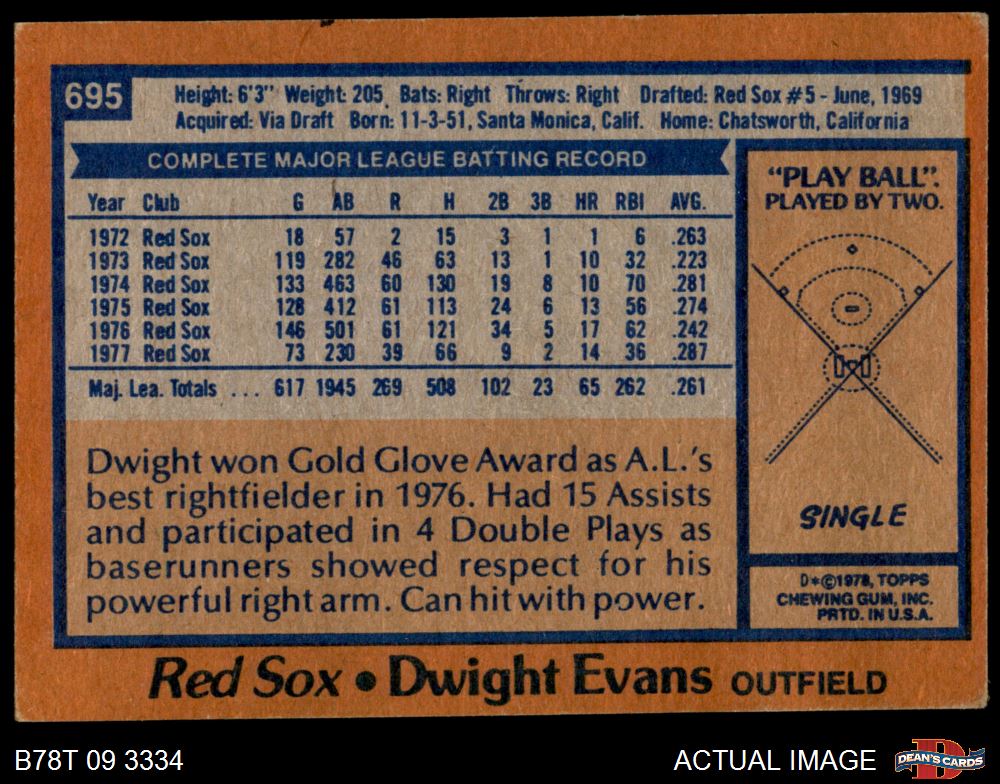 695
Height: 6'3" Weight: 205 Bats: Right Throws: Right Drafted: Red Sox #5 - June, 1969
Acquired: Via Draft Born: 11-3-51, Santa Monica, Calif. Home: Chatsworth, California
COMPLETE MAJOR LEAGUE BATTING RECORD
Year Club G AB R H 2B 3B HR RBI AVG.
1972 Red Sox 18 57 2 15 3 1 1 6 .263
1973 Red Sox 119 282 46 63 13 1 10 32 .223
1974 Red Sox 133 463 60 130 19 8 10 70 .281
1975 Red Sox 128 412 61 113 24 6 13 56 .274
1976 Red Sox 146 501 61 121 34 5 17 62 .242
1977 Red Sox 73 230 39 66 9 2 14 36 .287
Maj. Lea. Totals ... 617 1945 269 508 102 23 65 262 .261
Dwight won Gold Glove Award as A.L.'s
best rightfielder in 1976. Had 15 Assists
and participated in 4 Double Plays as
baserunners showed respect for his
powerful right arm. Can hit with power.
"PLAY BALL".
PLAYED BY TWO.
SINGLE
D*©1978, TOPPS
CHEWING GUM, INC.
PRTD. IN U.S.A.
Red Sox • Dwight Evans OUTFIELD
B78T 09 3334
ACTUAL IMAGE
DEAN'S CARDS